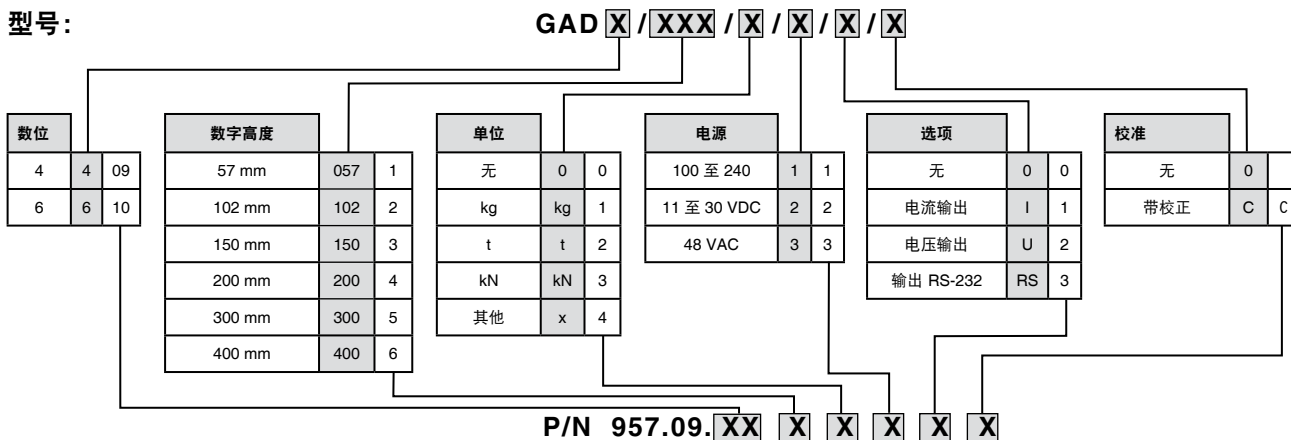 型号: GAD X / XXX / X / X / X / X
数位
4 4 09
6 6 10
数字高度
57 mm 057 1
102 mm 102 2
150 mm 150 3
200 mm 200 4
300 mm 300 5
400 mm 400 6
单位
无 0 0
kg kg 1
t t 2
kN kN 3
其他 x 4
电源
100 至 240 1 1
11 至 30 VDC 2 2
48 VAC 3 3
选项
无 0 0
电流输出 I 1
电压输出 U 2
输出 RS-232 RS 3
校准
无 0
带校正 C C
P/N 957.09. XX X X X X X